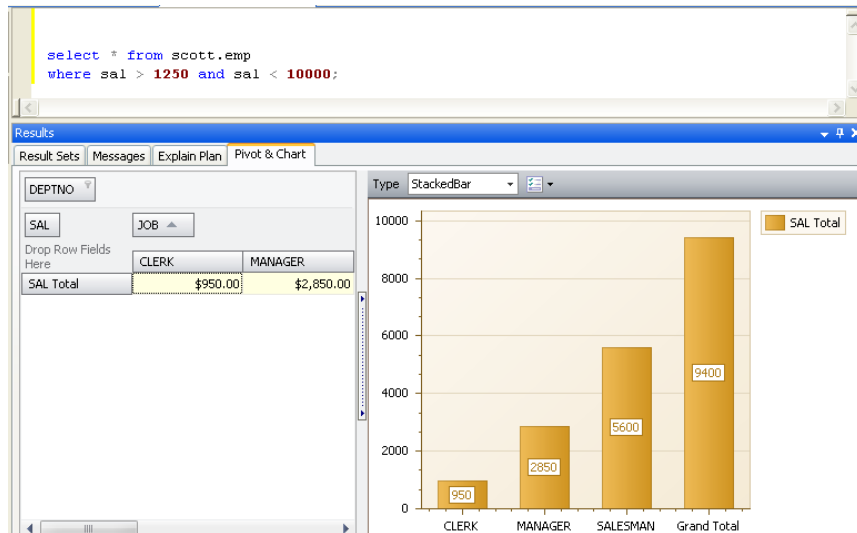 select * from scott.emp
where sal > 1250 and sal < 10000;
Results
Result Sets Messages Explain Plan Pivot & Chart
DEPTNO
SAL JOB
Drop Row Fields
Here
CLERK MANAGER
SAL Total $950.00 $2,850.00
Type StackedBar
10000
8000
6000
4000
2000
0
950
2850
5600
9400
CLERK MANAGER SALESMAN Grand Total
SAL Total